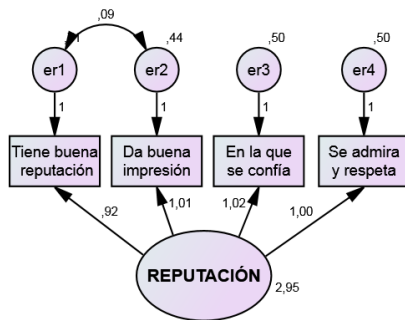 ,09
,44
,50
,50
er1
er2
er3
er4
1
1
1
1
Tiene buena
reputación
Da buena
impresión
En la que
se confía
Se admira
y respeta
,92
1,01
1,02
1,00
REPUTACIÓN
2,95